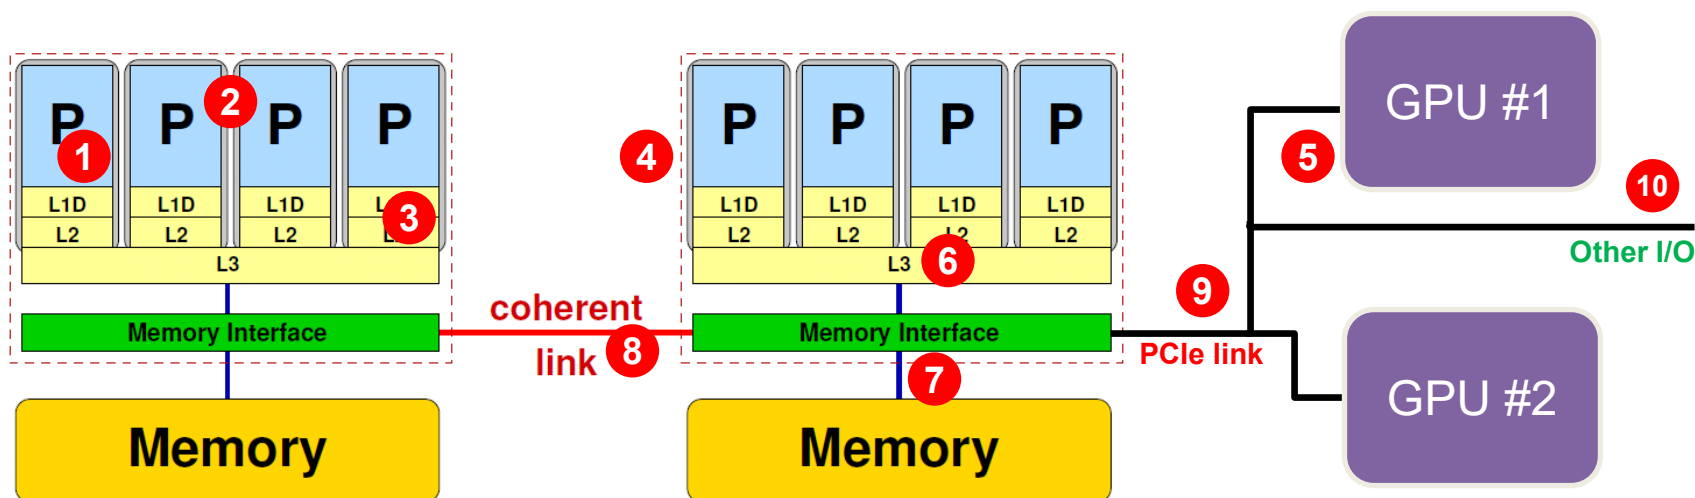 P P P P
1
2
L1D L1D L1D
L2 L2 L2
3
L3
Memory Interface
Memory
coherent
link
8
4
P P P P
L1D L1D L1D L1D
L2 L2 L2 L2
L3
6
Memory Interface
7
Memory
9
PCIe link
5
GPU #1
10
Other I/O
GPU #2